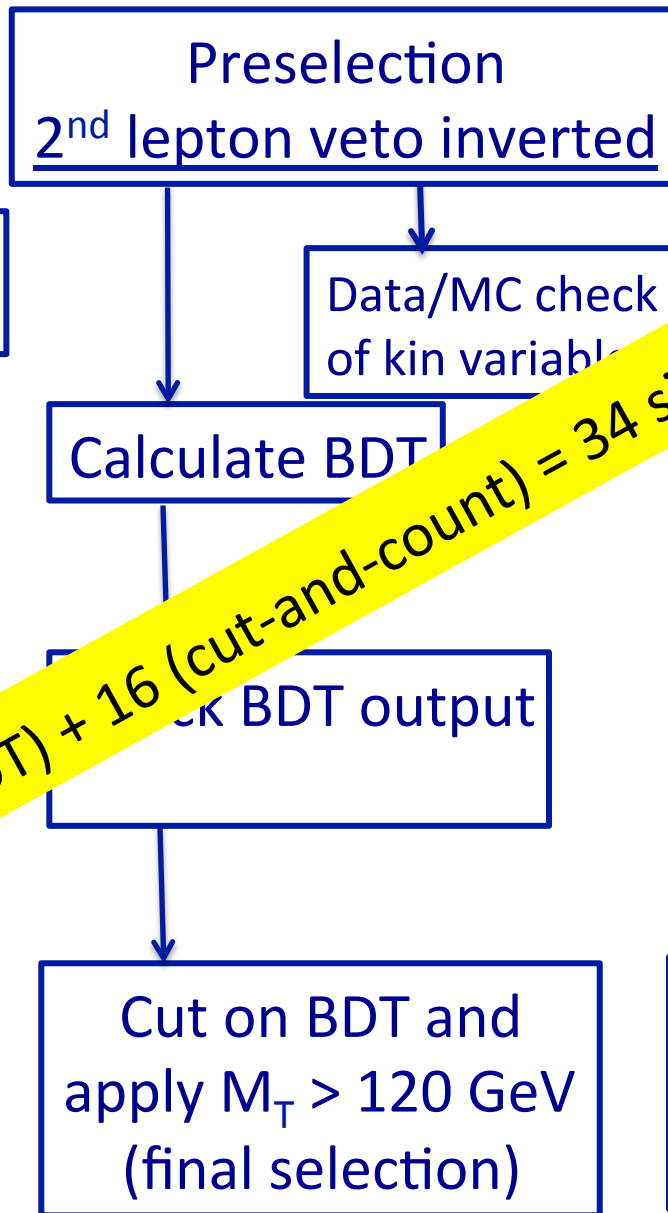 Preselection
2nd lepton veto inverted
Data/MC check
of kin
Calculate BDT
+ 16 (cut-and-count) = 34
BDT output
Cut on BDT and
apply MT > 120 GeV
(final selection)